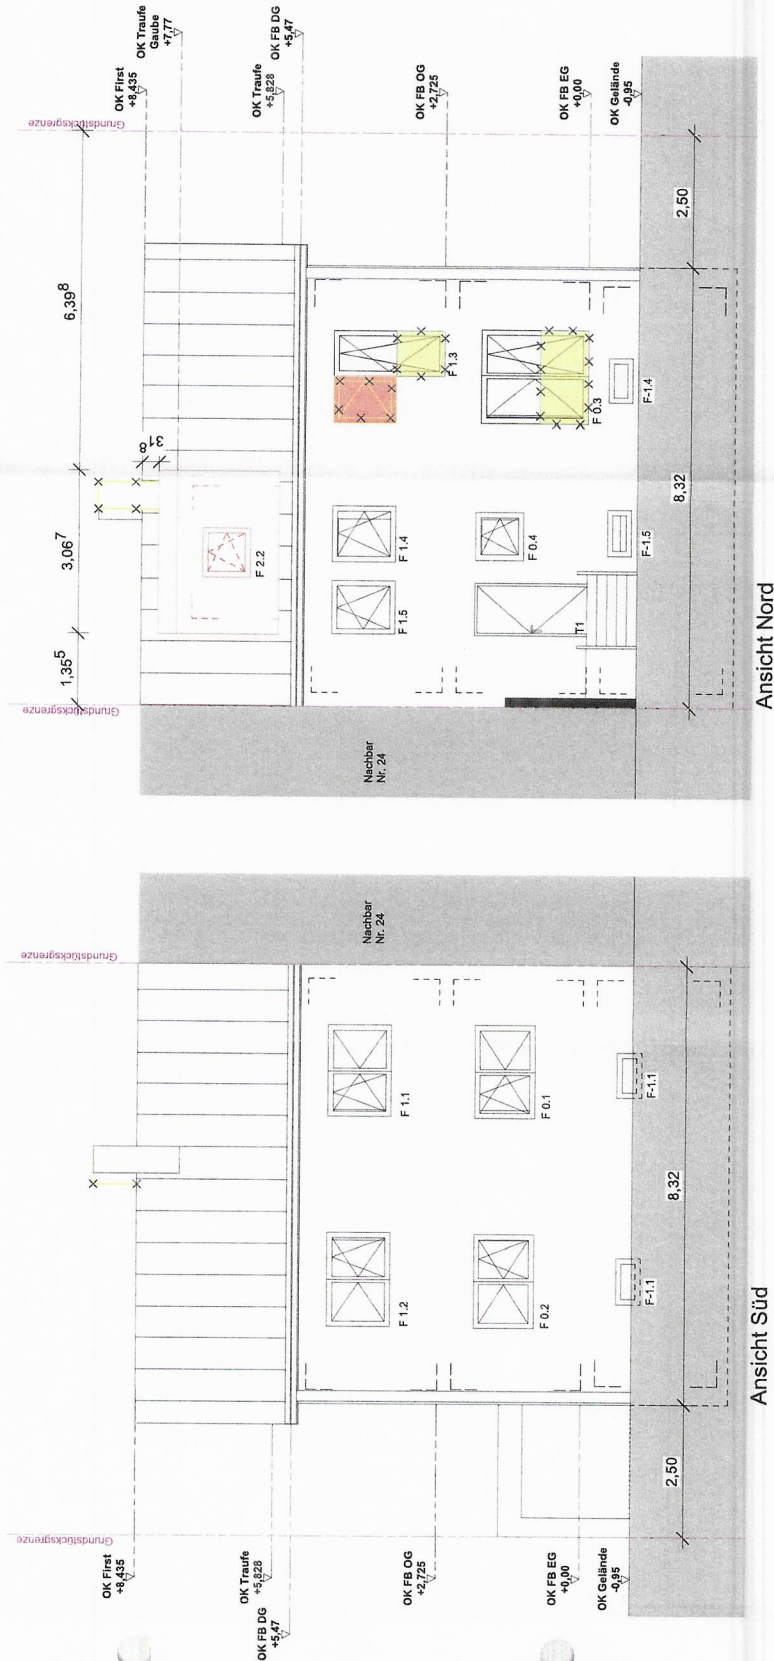 OK First
+8,435
OK Traufe
+5,828
OK FB DG
+5,47
OK FB OG
+2,725
OK FB EG
+0,00
OK Gelände
-0,95
Grundstücksgrenze
Grundstücksgrenze
Nachbar
Nr. 24
F 1.2
F 1.1
F 0.2
F 0.1
F-1.1
F-1.1
2,50
8,32
Ansicht Süd
1,35⁵
3,06⁷
6,39⁸
31⁸
Grundstücksgrenze
Grundstücksgrenze
Nachbar
Nr. 24
F 2.2
F 1.5
F 1.4
F 1.3
T1
F 0.4
F 0.3
F-1.5
F-1.4
8,32
2,50
OK Traufe
Gaube
+7,77
OK First
+8,435
OK FB DG
+5,47
OK Traufe
+5,828
OK FB OG
+2,725
OK FB EG
+0,00
OK Gelände
-0,95
Ansicht Nord